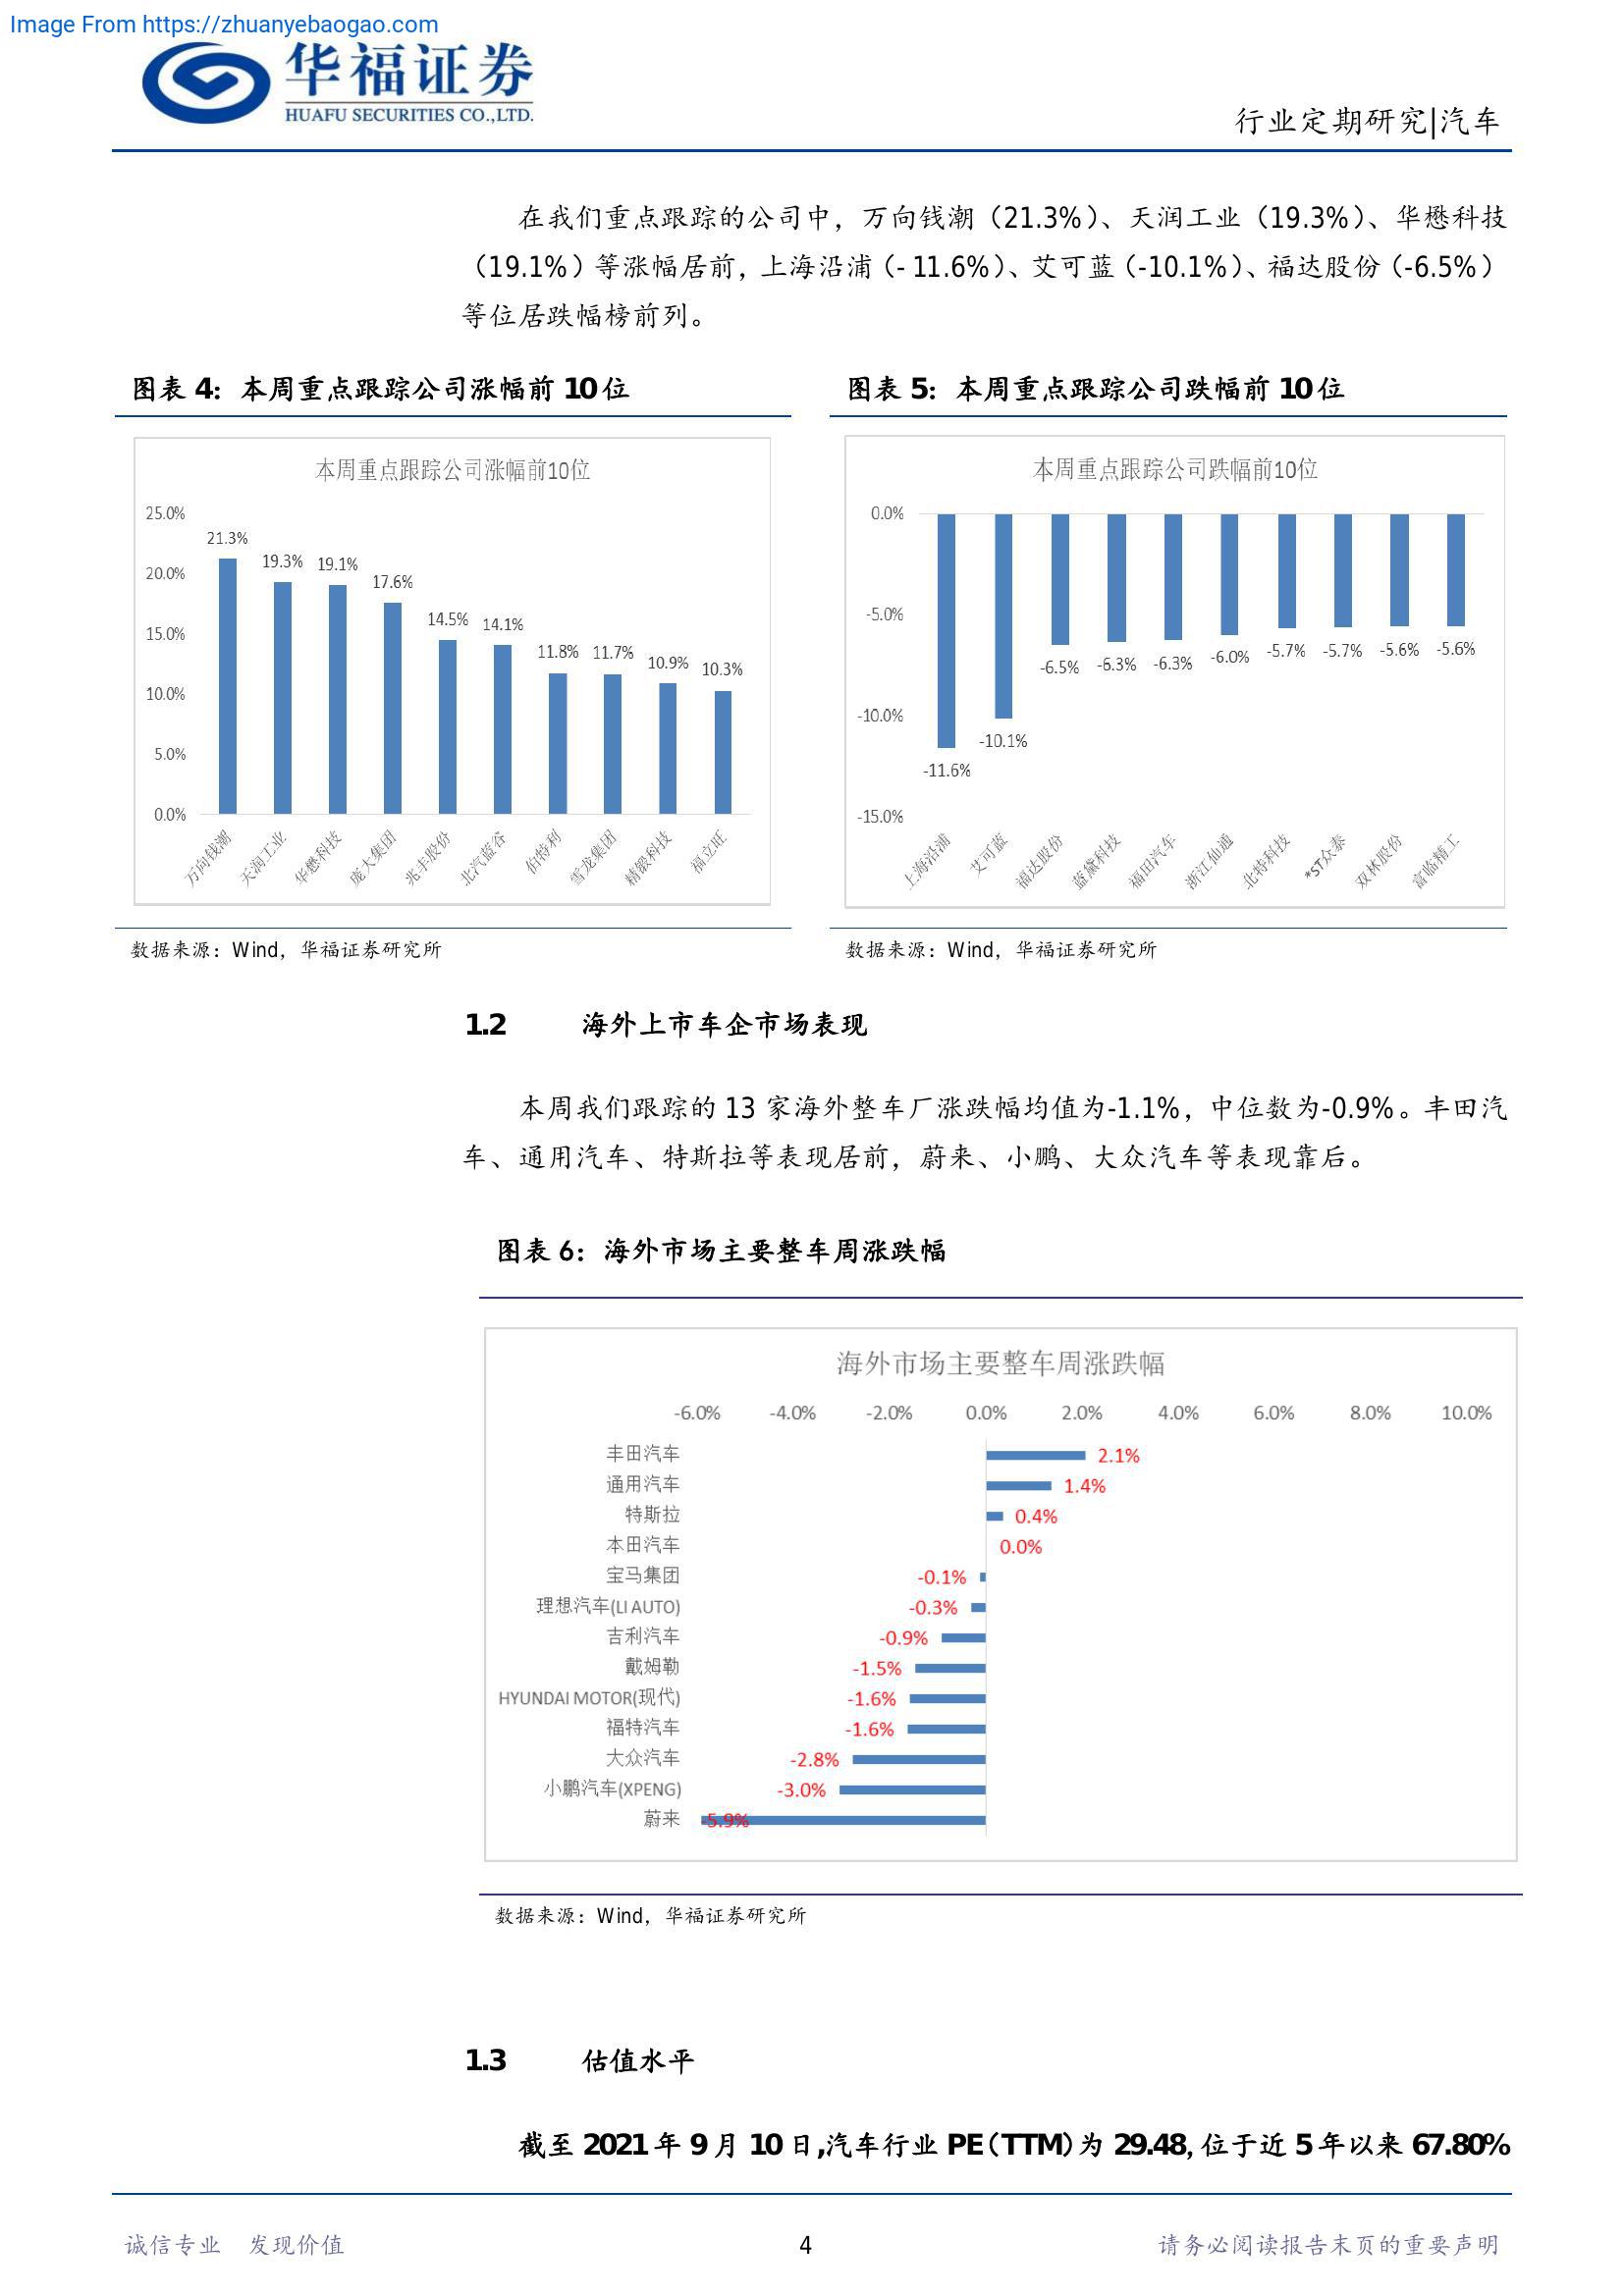 Image From https://zhuanyebaogao.com
华福证券
HUAFU SECURITIES CO.,LTD.
行业定期研究|汽车
在我们重点跟踪的公司中，万向钱潮（21.3%）、天润工业（19.3%）、华懋科技
（19.1%）等涨幅居前，上海沿浦（- 11.6%）、艾可蓝（-10.1%）、福达股份（-6.5%）
等位居跌幅榜前列。
图表 4：本周重点跟踪公司涨幅前 10 位
本周重点跟踪公司涨幅前10位
25.0%
20.0%
15.0%
10.0%
5.0%
0.0%
21.3%
19.3%
19.1%
17.6%
14.5%
14.1%
11.8%
11.7%
10.9%
10.3%
万向钱潮
天润工业
华懋科技
庞大集团
兆丰股份
北汽蓝谷
伯特利
雪龙集团
精锻科技
福立旺
数据来源：Wind，华福证券研究所
图表 5：本周重点跟踪公司跌幅前 10 位
本周重点跟踪公司跌幅前10位
0.0%
-5.0%
-10.0%
-15.0%
-11.6%
-10.1%
-6.5%
-6.3%
-6.3%
-6.0%
-5.7%
-5.7%
-5.6%
-5.6%
上海沿浦
艾可蓝
福达股份
蓝黛科技
福田汽车
浙江仙通
北特科技
*ST众泰
双林股份
富临精工
数据来源：Wind，华福证券研究所
1.2 海外上市车企市场表现
本周我们跟踪的 13 家海外整车厂涨跌幅均值为-1.1%，中位数为-0.9%。丰田汽
车、通用汽车、特斯拉等表现居前，蔚来、小鹏、大众汽车等表现靠后。
图表 6：海外市场主要整车周涨跌幅
海外市场主要整车周涨跌幅
-6.0% -4.0% -2.0% 0.0% 2.0% 4.0% 6.0% 8.0% 10.0%
丰田汽车 2.1%
通用汽车 1.4%
特斯拉 0.4%
本田汽车 0.0%
宝马集团 -0.1%
理想汽车(LI AUTO) -0.3%
吉利汽车 -0.9%
戴姆勒 -1.5%
HYUNDAI MOTOR(现代) -1.6%
福特汽车 -1.6%
大众汽车 -2.8%
小鹏汽车(XPENG) -3.0%
蔚来 -5.9%
数据来源：Wind，华福证券研究所
1.3 估值水平
截至 2021 年 9 月 10 日,汽车行业 PE（TTM）为 29.48, 位于近 5 年以来 67.80%
诚信专业 发现价值
4
请务必阅读报告末页的重要声明